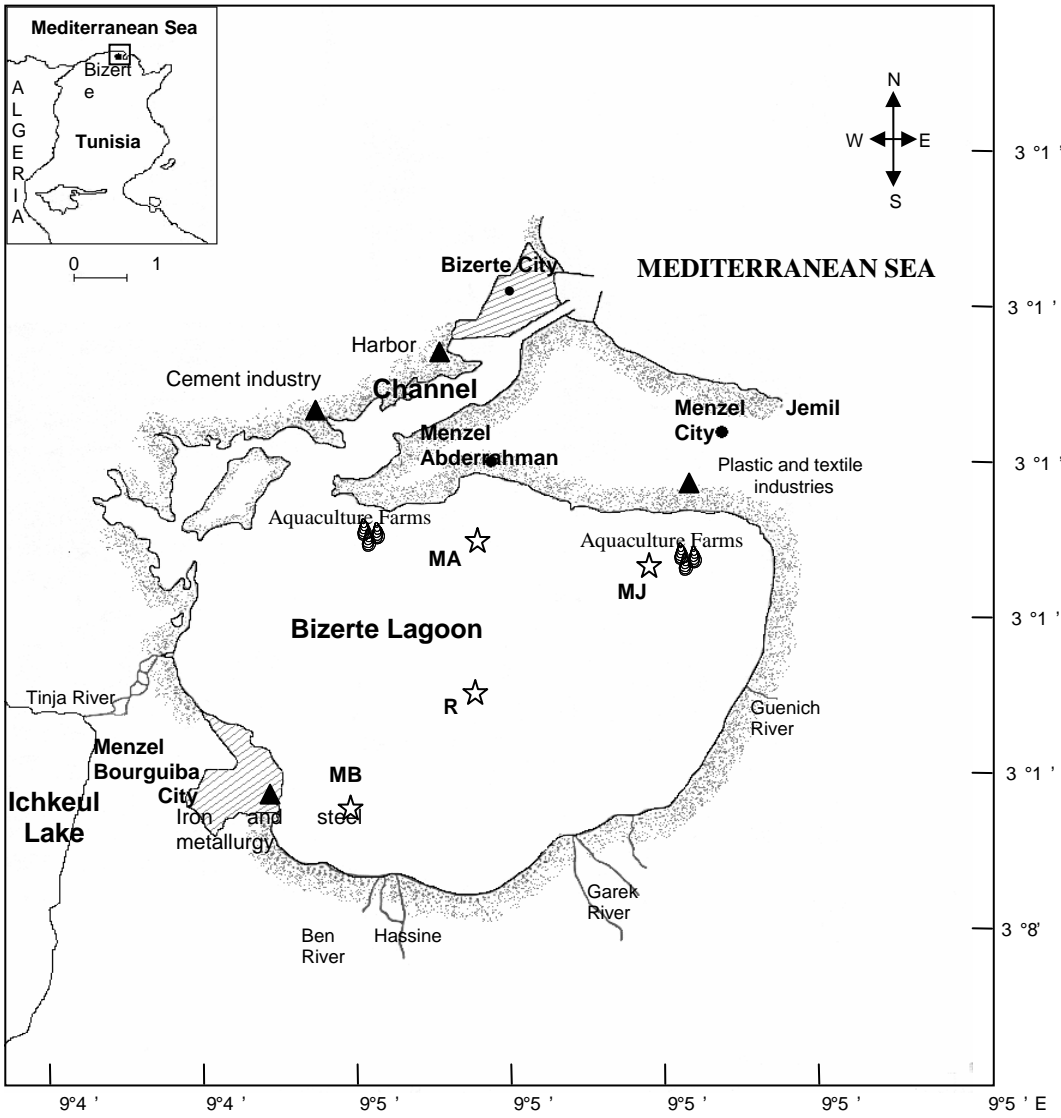 Mediterranean Sea
Bizert
e
ALGERIA
Tunisia
0 1
N
W E
S
3 °1 '
Bizerte City
MEDITERRANEAN SEA
3 °1 '
Harbor
Cement industry
Channel
Menzel Jemil
City
Menzel
Abderrahman
3 °1 '
Plastic and textile
industries
Aquaculture Farms
MA
Aquaculture Farms
MJ
3 °1 '
Bizerte Lagoon
Tinja River
R
Guenich
River
Menzel
Bourguiba
City
MB
3 °1 '
Ichkeul
Lake
Iron and steel
metallurgy
Garek
River
Ben Hassine
River
3 °8'
9°4 ' 9°4 ' 9°5 ' 9°5 ' 9°5 ' 9°5 ' 9°5 ' E